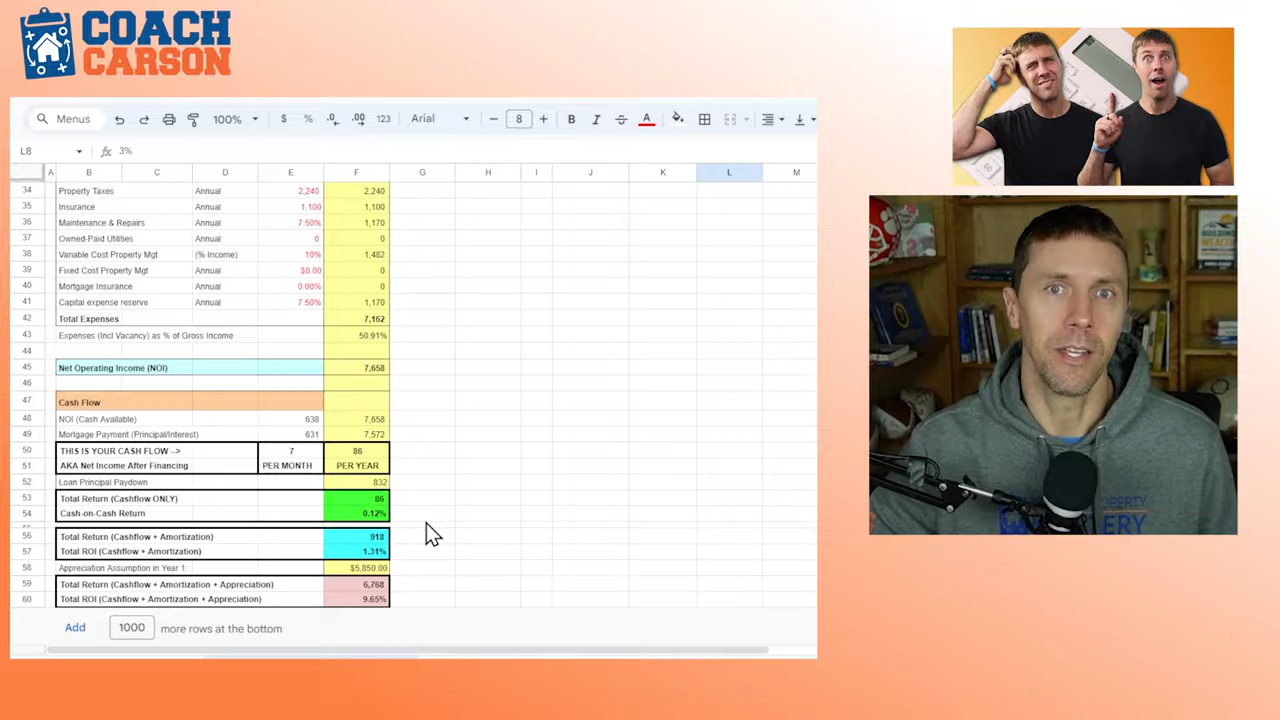 COACH
CARSON
Menus 100% $ % .0 .00 123 Arial 8 B I A
L8 fx 3%
A B C D E F G H I J K L M
34 Property Taxes Annual 2,240 2,240
35 Insurance Annual 1,100 1,100
36 Maintenance & Repairs Annual 7.50% 1,170
37 Owned-Paid Utilities Annual 0 0
38 Variable Cost Property Mgt (% Income) 10% 1,482
39 Fixed Cost Property Mgt Annual $0.00 0
40 Mortgage Insurance Annual 0.00% 0
41 Capital expense reserve Annual 7.50% 1,170
42 Total Expenses 7,162
43 Expenses (Incl Vacancy) as % of Gross Income 50.91%
44
45 Net Operating Income (NOI) 7,658
46
47 Cash Flow
48 NOI (Cash Available) 638 7,658
49 Mortgage Payment (Principal/Interest) 631 7,572
50 THIS IS YOUR CASH FLOW --> 7 86
51 AKA Net Income After Financing PER MONTH PER YEAR
52 Loan Principal Paydown 832
53 Total Return (Cashflow ONLY) 86
54 Cash-on-Cash Return 0.12%
56 Total Return (Cashflow + Amortization) 918
57 Total ROI (Cashflow + Amortization) 1.31%
58 Appreciation Assumption in Year 1: $5,850.00
59 Total Return (Cashflow + Amortization + Appreciation) 6,768
60 Total ROI (Cashflow + Amortization + Appreciation) 9.65%
Add 1000 more rows at the bottom
BUILDING
WEALTH